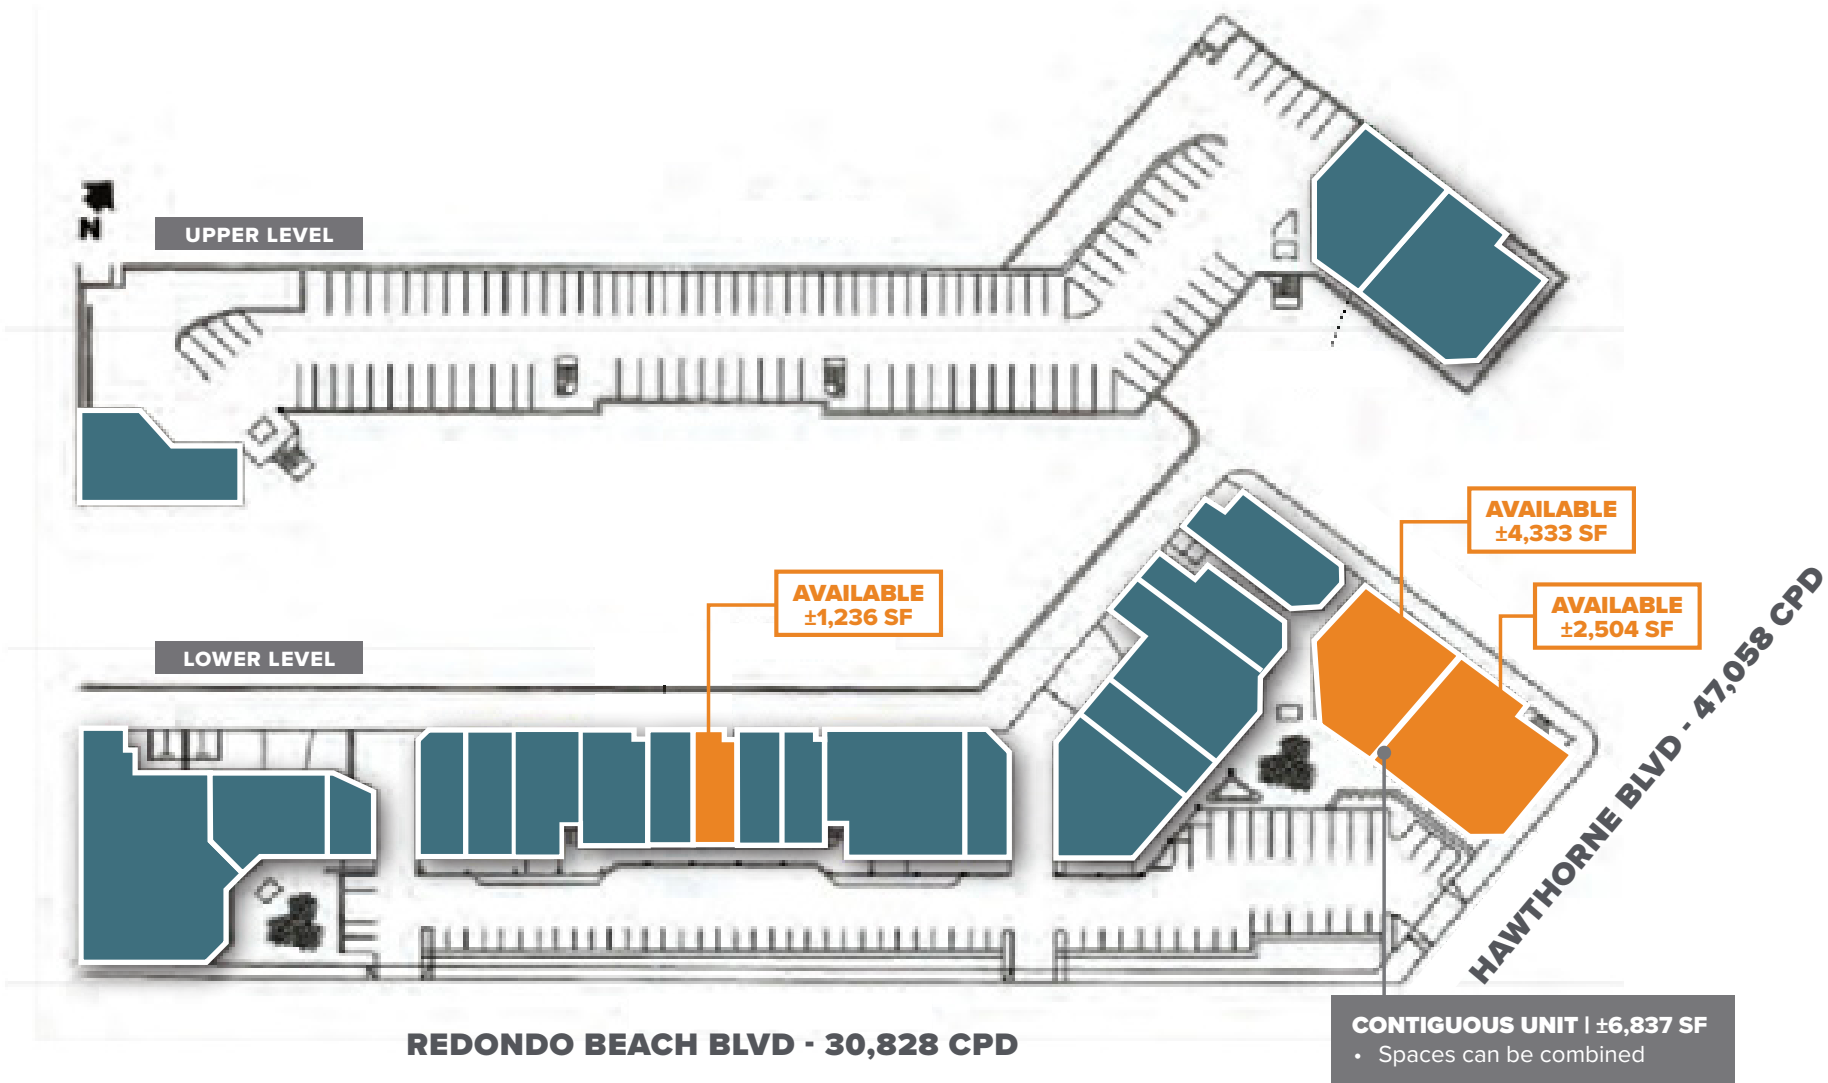 N
UPPER LEVEL
AVAILABLE
±4,333 SF
AVAILABLE
±1,236 SF
AVAILABLE
±2,504 SF
LOWER LEVEL
HAWTHORNE BLVD - 47,058 CPD
REDONDO BEACH BLVD - 30,828 CPD
CONTIGUOUS UNIT | ±6,837 SF
• Spaces can be combined